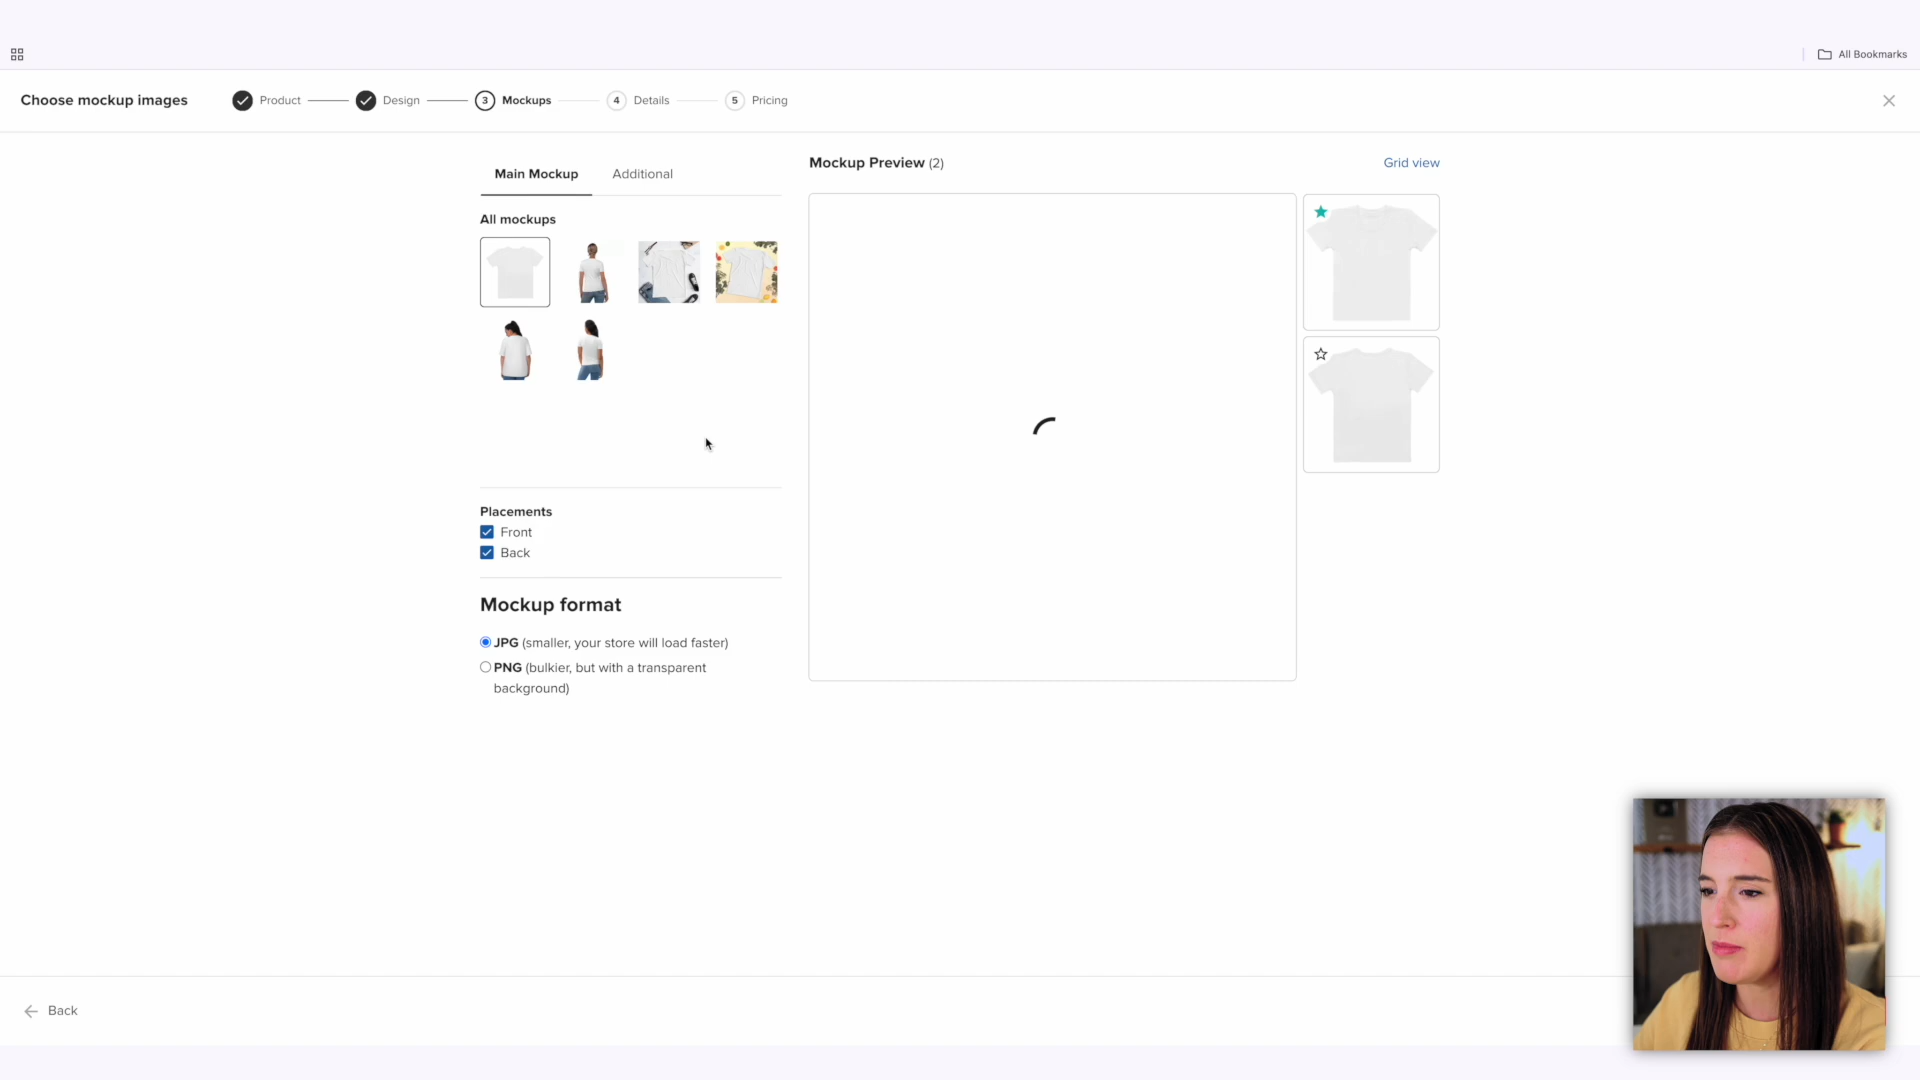 All Bookmarks
Choose mockup images
Product
Design
3 Mockups
4 Details
5 Pricing
Main Mockup
Additional
Mockup Preview (2)
Grid view
All mockups
Placements
Front
Back
Mockup format
JPG (smaller, your store will load faster)
PNG (bulkier, but with a transparent
background)
Back